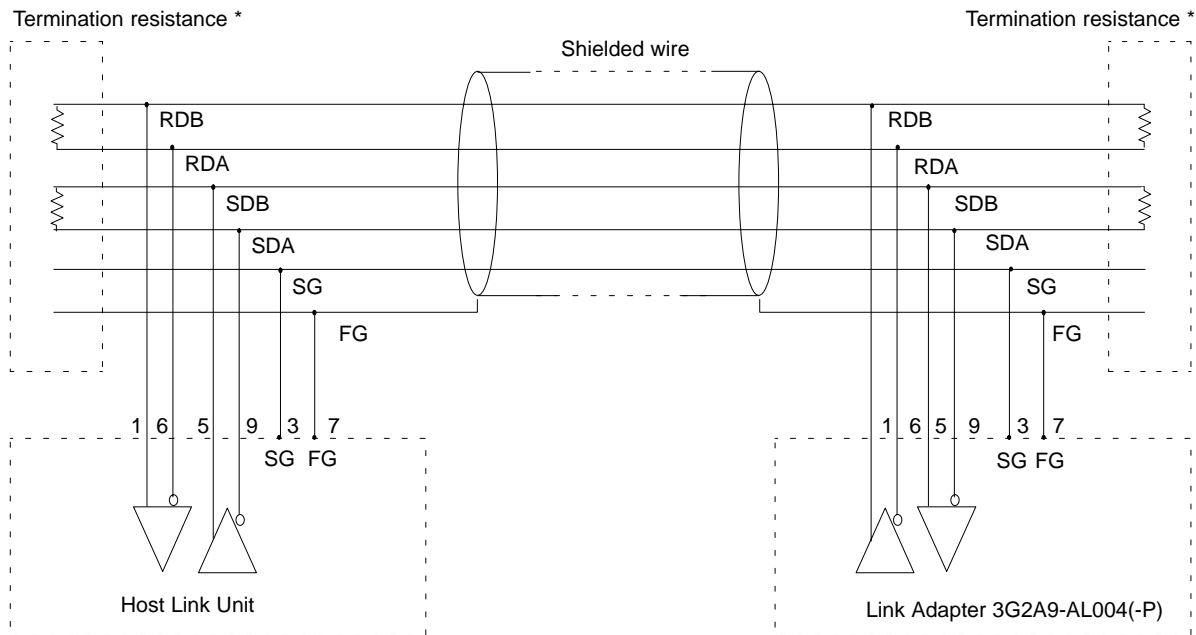 Termination resistance * Termination resistance *
Shielded wire
RDB RDB
RDA RDA
SDB SDB
SDA SDA
SG SG
FG FG
1 6 5 9 3 7 1 6 5 9 3 7
SG FG SG FG
Host Link Unit Link Adapter 3G2A9-AL004(-P)